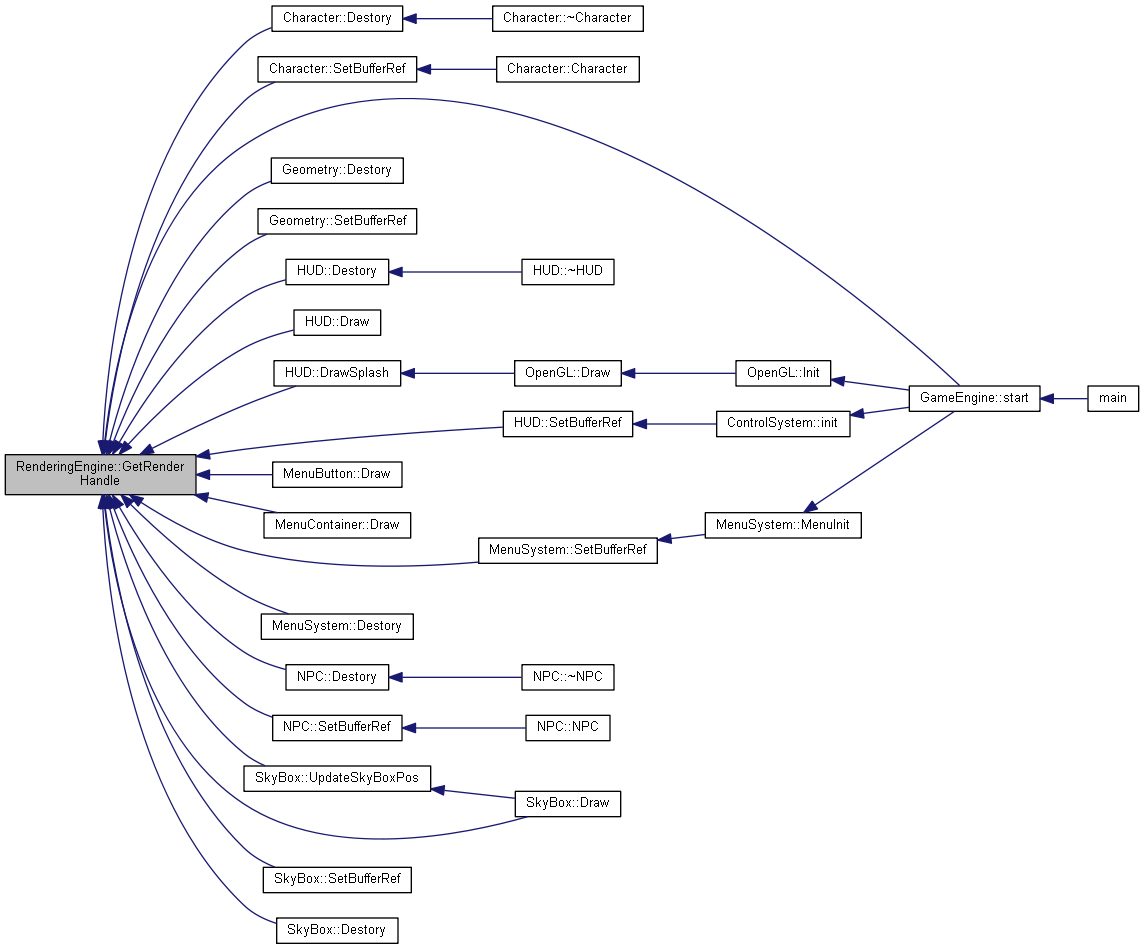 Character::Destory
Character::~Character
Character::SetBufferRef
Character::Character
Geometry::Destory
Geometry::SetBufferRef
HUD::Destory
HUD::~HUD
HUD::Draw
HUD::DrawSplash
OpenGL::Draw
OpenGL::Init
GameEngine::start
main
HUD::SetBufferRef
ControlSystem::init
RenderingEngine::GetRender
Handle
MenuButton::Draw
MenuContainer::Draw
MenuSystem::SetBufferRef
MenuSystem::MenuInit
MenuSystem::Destory
NPC::Destory
NPC::~NPC
NPC::SetBufferRef
NPC::NPC
SkyBox::UpdateSkyBoxPos
SkyBox::Draw
SkyBox::SetBufferRef
SkyBox::Destory